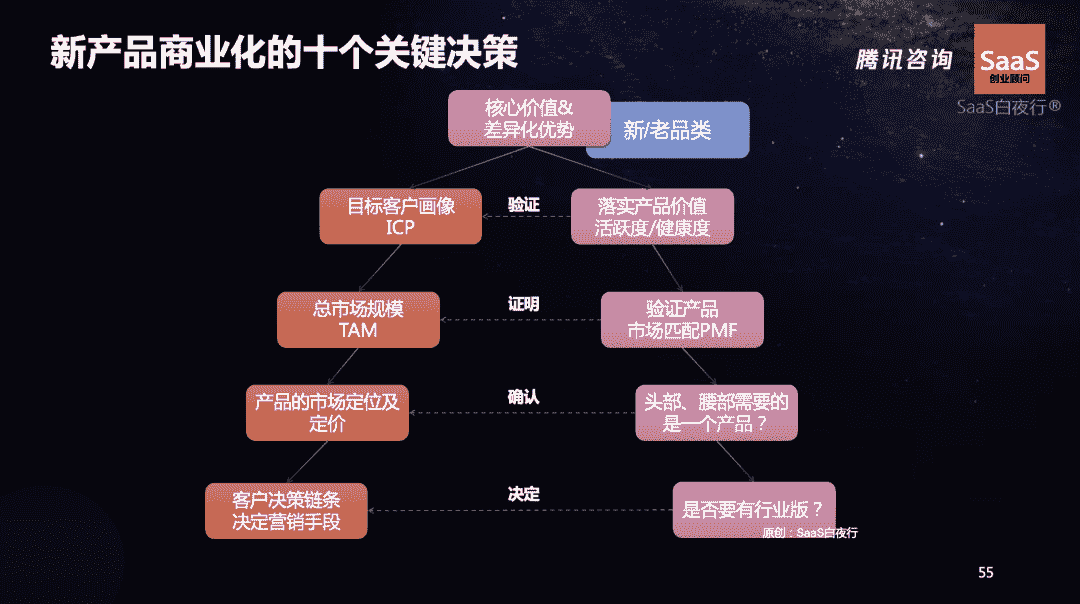 新产品商业化的十个关键决策
腾讯咨询
SaaS
创业顾问
SaaS白夜行®
核心价值&
差异化优势
新/老品类
目标客户画像
ICP
验证
落实产品价值
活跃度/健康度
总市场规模
TAM
证明
验证产品
市场匹配PMF
产品的市场定位及
定价
确认
头部、腰部需要的
是一个产品？
客户决策链条
决定营销手段
决定
是否要有行业版？
原创：SaaS白夜行
55